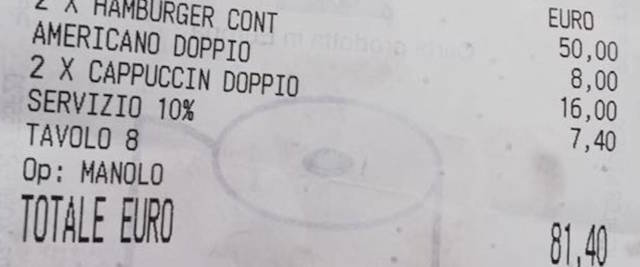 EURO
2 X HAMBURGER CONT 50,00
AMERICANO DOPPIO 8,00
2 X CAPPUCCIN DOPPIO 16,00
SERVIZIO 10% 7,40
TAVOLO 8
Op: MANOLO
TOTALE EURO 81,40